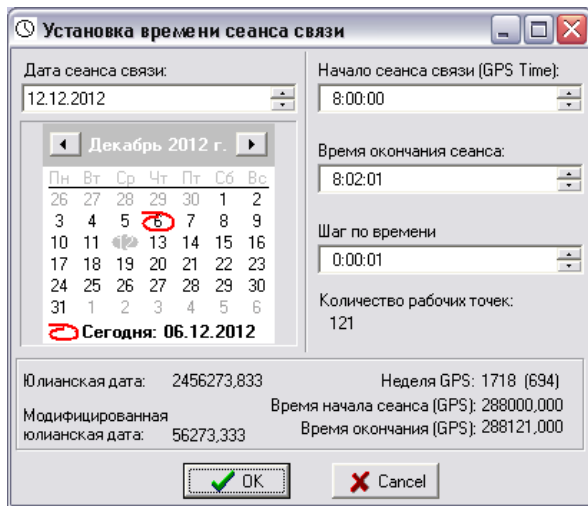 Установка времени сеанса связи
Дата сеанса связи:
12.12.2012
Декабрь 2012 г.
Пн Вт Ср Чт Пт Сб Вс
26 27 28 29 30 1 2
3 4 5 6 7 8 9
10 11 12 13 14 15 16
17 18 19 20 21 22 23
24 25 26 27 28 29 30
31 1 2 3 4 5 6
Сегодня: 06.12.2012
Начало сеанса связи (GPS Time):
8:00:00
Время окончания сеанса:
8:02:01
Шаг по времени
0:00:01
Количество рабочих точек:
121
Юлианская дата: 2456273,833
Модифицированная
юлианская дата: 56273,333
Неделя GPS: 1718 (694)
Время начала сеанса (GPS): 288000,000
Время окончания (GPS): 288121,000
OK
Cancel